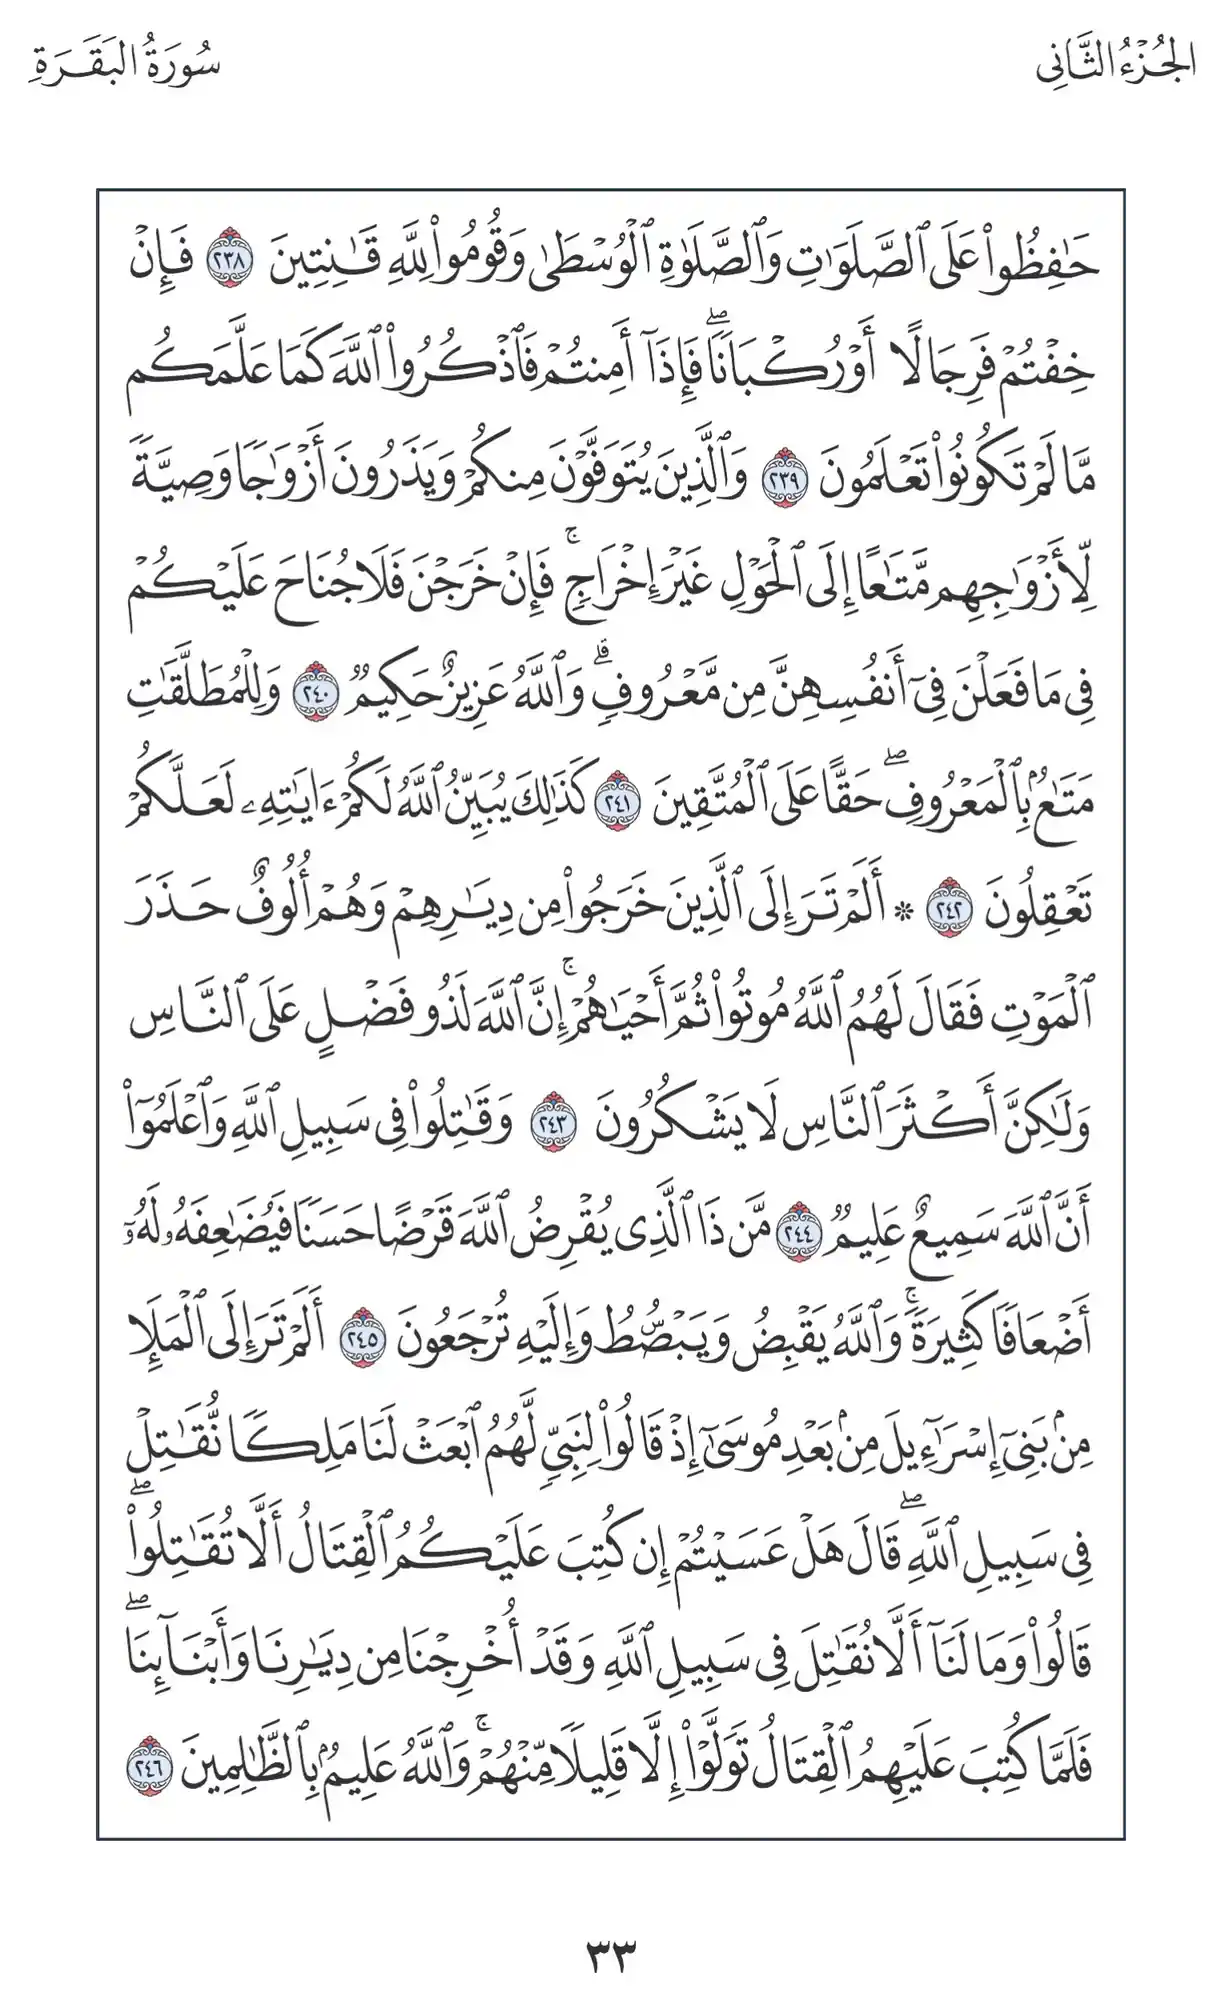 الجُزْءُ الثَّانِي
سُورَةُ البَقَرَةِ
حَٰفِظُوا۟ عَلَى ٱلصَّلَوَٰتِ وَٱلصَّلَوٰةِ ٱلْوُسْطَىٰ وَقُومُوا۟ لِلَّهِ قَٰنِتِينَ ٢٣٨ فَإِنْ
خِفْتُمْ فَرِجَالًا أَوْ رُكْبَانًۭا ۖ فَإِذَآ أَمِنتُمْ فَٱذْكُرُوا۟ ٱللَّهَ كَمَا عَلَّمَكُم
مَّا لَمْ تَكُونُوا۟ تَعْلَمُونَ ٢٣٩ وَٱلَّذِينَ يُتَوَفَّوْنَ مِنكُمْ وَيَذَرُونَ أَزْوَٰجًۭا وَصِيَّةًۭ
لِّأَزْوَٰجِهِم مَّتَٰعًا إِلَى ٱلْحَوْلِ غَيْرَ إِخْرَاجٍۢ ۚ فَإِنْ خَرَجْنَ فَلَا جُنَاحَ عَلَيْكُمْ
فِى مَا فَعَلْنَ فِىٓ أَنفُسِهِنَّ مِن مَّعْرُوفٍۢ ۗ وَٱللَّهُ عَزِيزٌ حَكِيمٌۭ ٢٤٠ وَلِلْمُطَلَّقَٰتِ
مَتَٰعٌۢ بِٱلْمَعْرُوفِ ۖ حَقًّا عَلَى ٱلْمُتَّقِينَ ٢٤١ كَذَٰلِكَ يُبَيِّنُ ٱللَّهُ لَكُمْ ءَايَٰتِهِۦ لَعَلَّكُمْ
تَعْقِلُونَ ٢٤٢ * أَلَمْ تَرَ إِلَى ٱلَّذِينَ خَرَجُوا۟ مِن دِيَٰرِهِمْ وَهُمْ أُلُوفٌ حَذَرَ
ٱلْمَوْتِ فَقَالَ لَهُمُ ٱللَّهُ مُوتُوا۟ ثُمَّ أَحْيَٰهُمْ ۚ إِنَّ ٱللَّهَ لَذُو فَضْلٍ عَلَى ٱلنَّاسِ
وَلَٰكِنَّ أَكْثَرَ ٱلنَّاسِ لَا يَشْكُرُونَ ٢٤٣ وَقَٰتِلُوا۟ فِى سَبِيلِ ٱللَّهِ وَٱعْلَمُوٓا۟
أَنَّ ٱللَّهَ سَمِيعٌ عَلِيمٌۭ ٢٤٤ مَّن ذَا ٱلَّذِى يُقْرِضُ ٱللَّهَ قَرْضًا حَسَنًۭا فَيُضَٰعِفَهُۥ لَهُۥٓ
أَضْعَافًۭا كَثِيرَةًۭ ۚ وَٱللَّهُ يَقْبِضُ وَيَبْصُۜطُ وَإِلَيْهِ تُرْجَعُونَ ٢٤٥ أَلَمْ تَرَ إِلَى ٱلْمَلَإِ
مِنۢ بَنِىٓ إِسْرَٰٓءِيلَ مِنۢ بَعْدِ مُوسَىٰٓ إِذْ قَالُوا۟ لِنَبِىٍّۢ لَّهُمُ ٱبْعَثْ لَنَا مَلِكًۭا نُّقَٰتِلْ
فِى سَبِيلِ ٱللَّهِ ۖ قَالَ هَلْ عَسَيْتُمْ إِن كُتِبَ عَلَيْكُمُ ٱلْقِتَالُ أَلَّا تُقَٰتِلُوا۟ ۖ
قَالُوا۟ وَمَا لَنَآ أَلَّا نُقَٰتِلَ فِى سَبِيلِ ٱللَّهِ وَقَدْ أُخْرِجْنَا مِن دِيَٰرِنَا وَأَبْنَآئِنَا ۖ
فَلَمَّا كُتِبَ عَلَيْهِمُ ٱلْقِتَالُ تَوَلَّوْا۟ إِلَّا قَلِيلًۭا مِّنْهُمْ ۚ وَٱللَّهُ عَلِيمٌۢ بِٱلظَّٰلِمِينَ ٢٤٦
٣٣